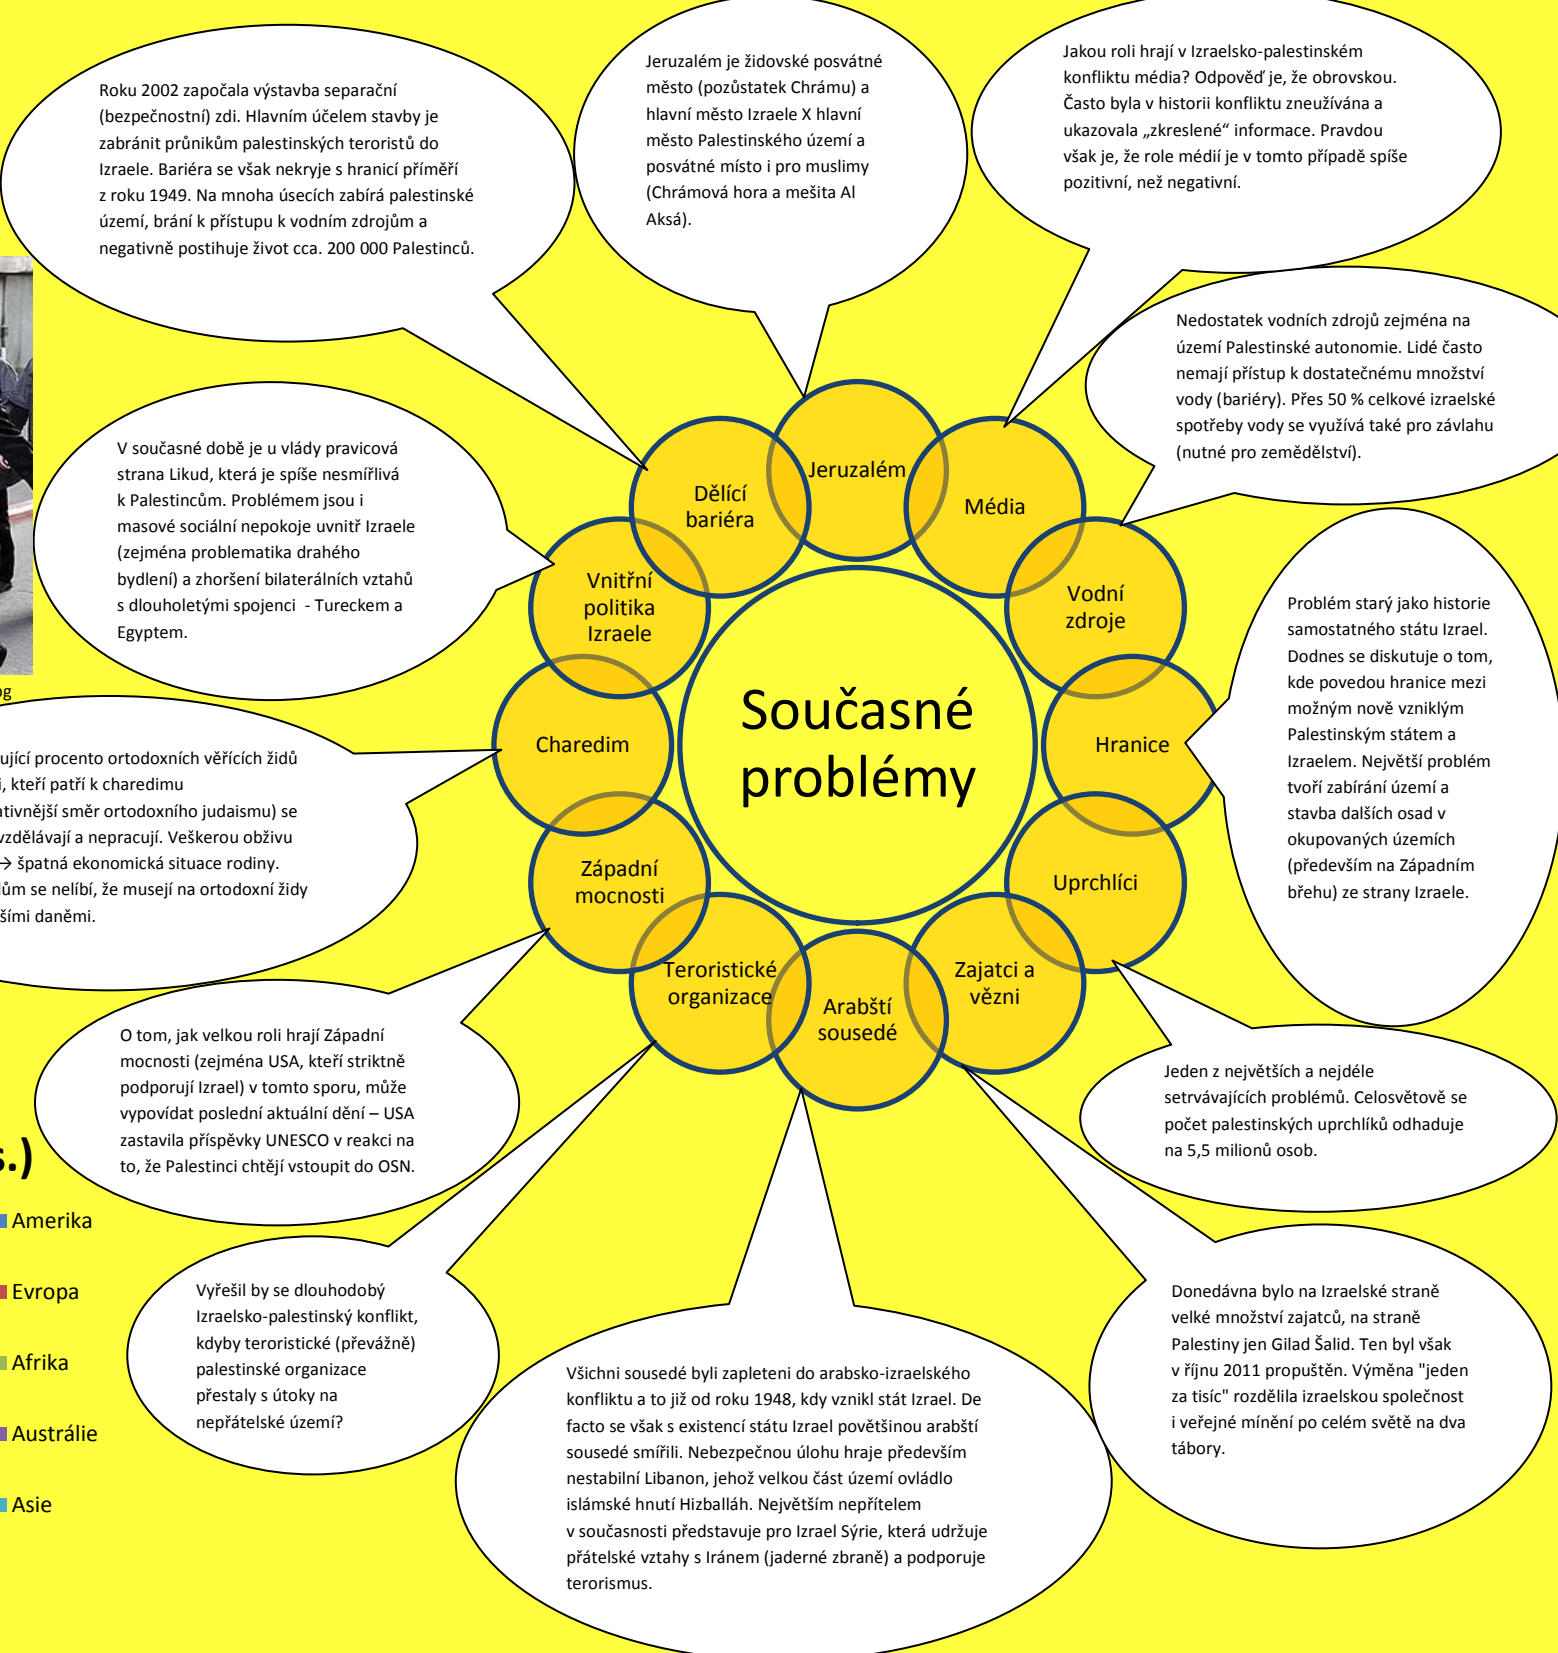 Roku 2002 započala výstavba separační
(bezpečnostní) zdi. Hlavním účelem stavby je
zabránit průnikům palestinských teroristů do
Izraele. Bariéra se však nekryje s hranicí příměří
z roku 1949. Na mnoha úsecích zabírá palestinské
území, brání k přístupu k vodním zdrojům a
negativně postihuje život cca. 200 000 Palestinců.
Jeruzalém je židovské posvátné
město (pozůstatek Chrámu) a
hlavní město Izraele X hlavní
město Palestinského území a
posvátné místo i pro muslimy
(Chrámová hora a mešita Al
Aksá).
Jakou roli hrají v Izraelsko-palestinském
konfliktu média? Odpověď je, že obrovskou.
Často byla v historii konfliktu zneužívána a
ukazovala „zkreslené“ informace. Pravdou
však je, že role médií je v tomto případě spíše
pozitivní, než negativní.
Nedostatek vodních zdrojů zejména na
území Palestinské autonomie. Lidé často
nemají přístup k dostatečnému množství
vody (bariéry). Přes 50 % celkové izraelské
spotřeby vody se využívá také pro závlahu
(nutné pro zemědělství).
V současné době je u vlády pravicová
strana Likud, která je spíše nesmířlivá
k Palestincům. Problémem jsou i
masové sociální nepokoje uvnitř Izraele
(zejména problematika drahého
bydlení) a zhoršení bilaterálních vztahů
s dlouholetými spojenci - Tureckem a
Egyptem.
Jeruzalém
Dělící
bariéra
Média
Vnitřní
politika
Izraele
Vodní
zdroje
Charedim
Současné
problémy
Hranice
Západní
mocnosti
Uprchlíci
Teroristické
organizace
Arabští
sousedé
Zajatci a
vězni
Problém starý jako historie
samostatného státu Izrael.
Dodnes se diskutuje o tom,
kde povedou hranice mezi
možným nově vzniklým
Palestinským státem a
Izraelem. Největší problém
tvoří zabírání území a
stavba dalších osad v
okupovaných územích
(především na Západním
břehu) ze strany Izraele.
og
ující procento ortodoxních věřících židů
i, kteří patří k charedimu
ativnější směr ortodoxního judaismu) se
vzdělávají a nepracují. Veškerou obživu
→ špatná ekonomická situace rodiny.
lům se nelíbí, že musejí na ortodoxní židy
šími daněmi.
O tom, jak velkou roli hrají Západní
mocnosti (zejména USA, kteří striktně
podporují Izrael) v tomto sporu, může
vypovídat poslední aktuální dění – USA
zastavila příspěvky UNESCO v reakci na
to, že Palestinci chtějí vstoupit do OSN.
Jeden z největších a nejdéle
setrvávajících problémů. Celosvětově se
počet palestinských uprchlíků odhaduje
na 5,5 milionů osob.
s.)
Amerika
Evropa
Afrika
Austrálie
Asie
Vyřešil by se dlouhodobý
Izraelsko-palestinský konflikt,
kdyby teroristické (převážně)
palestinské organizace
přestaly s útoky na
nepřátelské území?
Všichni sousedé byli zapleteni do arabsko-izraelského
konfliktu a to již od roku 1948, kdy vznikl stát Izrael. De
facto se však s existencí státu Izrael povětšinou arabští
sousedé smířili. Nebezpečnou úlohu hraje především
nestabilní Libanon, jehož velkou část území ovládlo
islámské hnutí Hizballáh. Největším nepřítelem
v současnosti představuje pro Izrael Sýrie, která udržuje
přátelské vztahy s Iránem (jaderné zbraně) a podporuje
terorismus.
Donedávna bylo na Izraelské straně
velké množství zajatců, na straně
Palestiny jen Gilad Šalid. Ten byl však
v říjnu 2011 propuštěn. Výměna "jeden
za tisíc" rozdělila izraelskou společnost
i veřejné mínění po celém světě na dva
tábory.